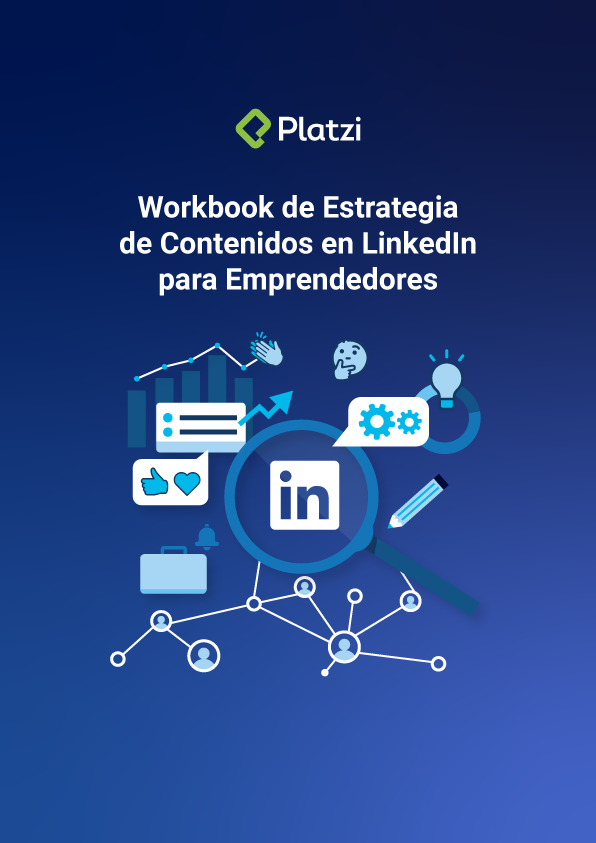 Platzi
Workbook de Estrategia
de Contenidos en LinkedIn
para Emprendedores
in